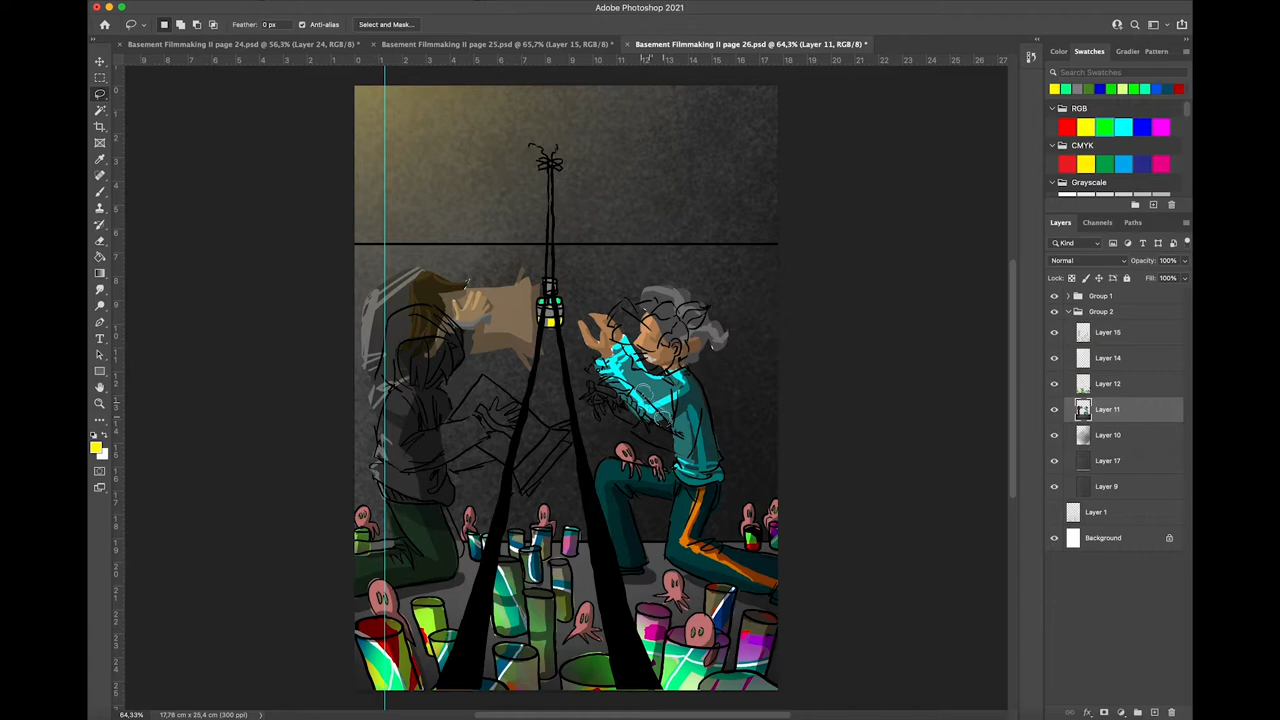 Adobe Photoshop 2021
Feather: 0 px Anti-alias Select and Mask...
Basement Filmmaking II page 24.psd @ 56,3% (Layer 24, RGB/8) * Basement Filmmaking II page 25.psd @ 65,7% (Layer 15, RGB/8) * Basement Filmmaking II page 26.psd @ 64,3% (Layer 11, RGB/8) *
Color Swatches Gradier Pattern
Search Swatches
RGB
CMYK
Grayscale
Layers Channels Paths
Kind
Normal Opacity: 100%
Lock: Fill: 100%
Group 1
Group 2
Layer 15
Layer 14
Layer 12
Layer 11
Layer 10
Layer 17
Layer 9
Layer 1
Background
64,33% 17,78 cm x 25,4 cm (300 ppi)